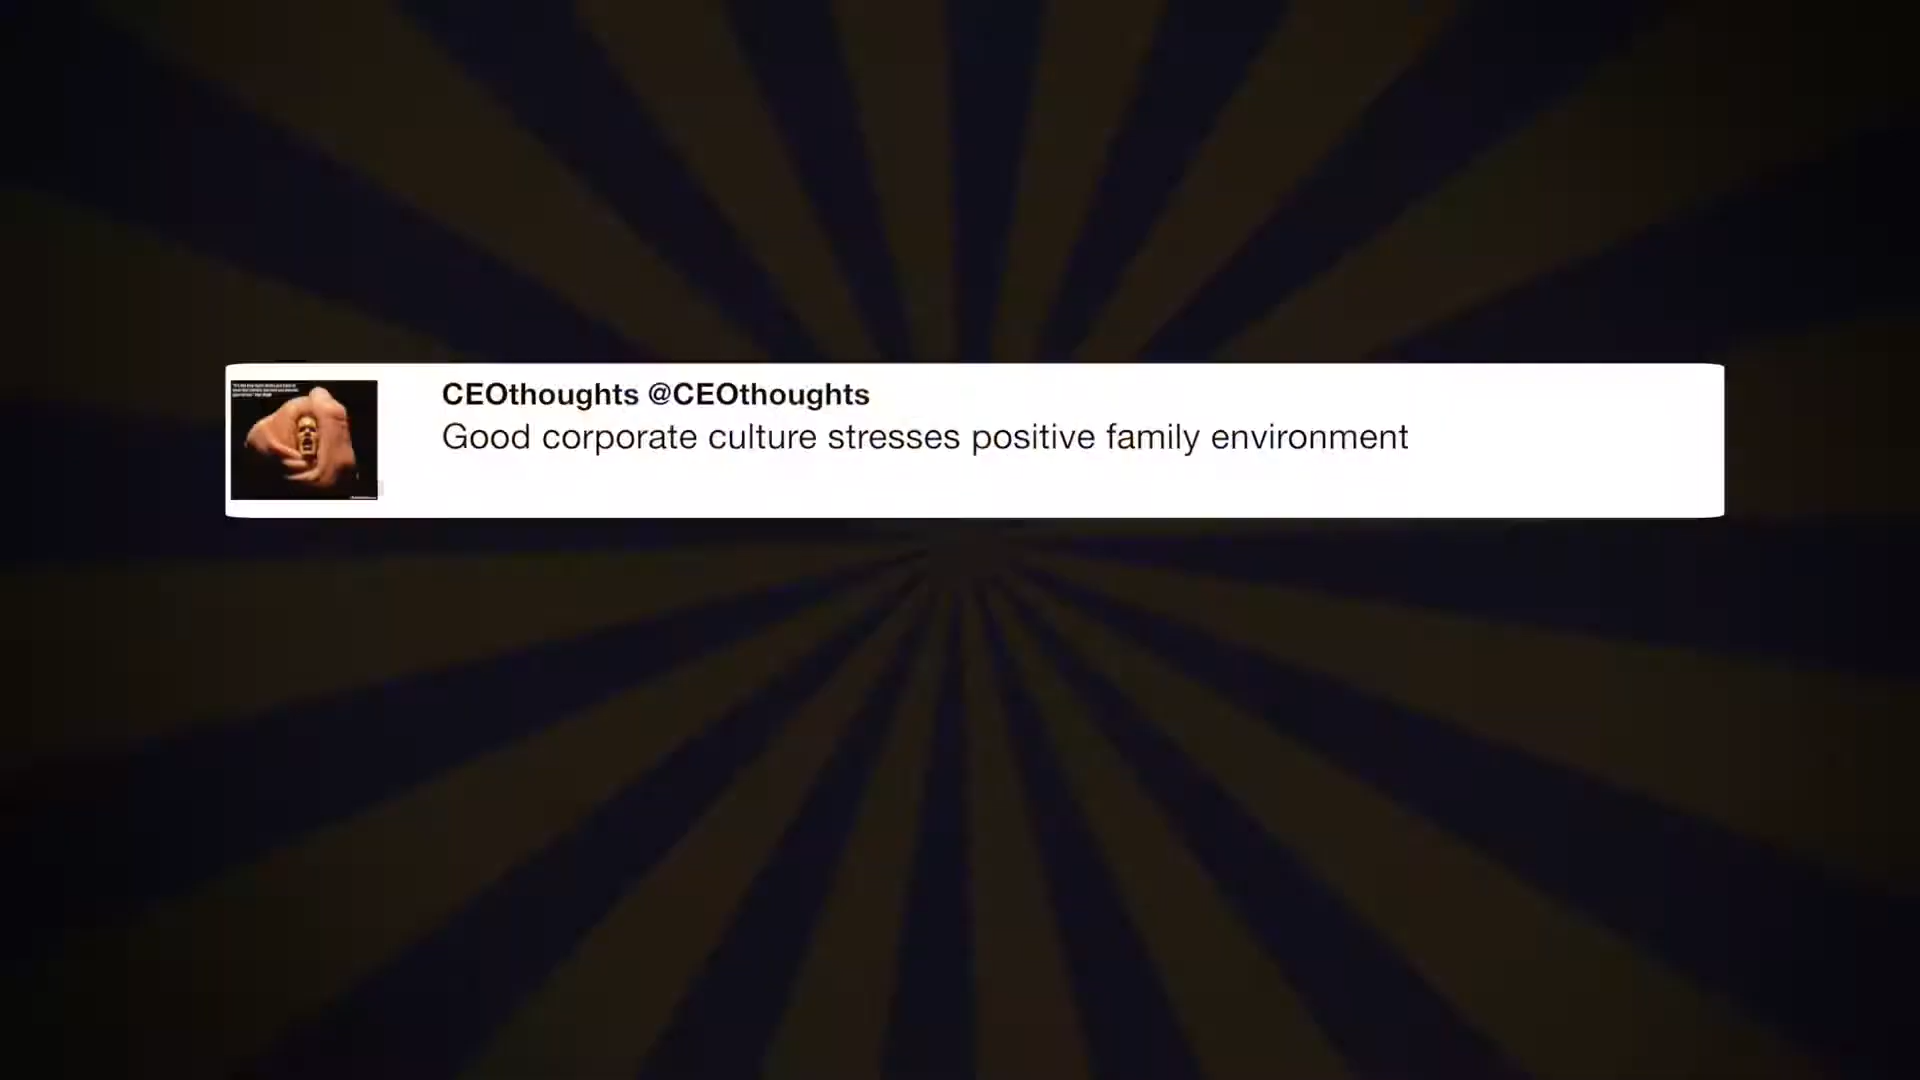 CEOthoughts @CEOthoughts
Good corporate culture stresses positive family environment